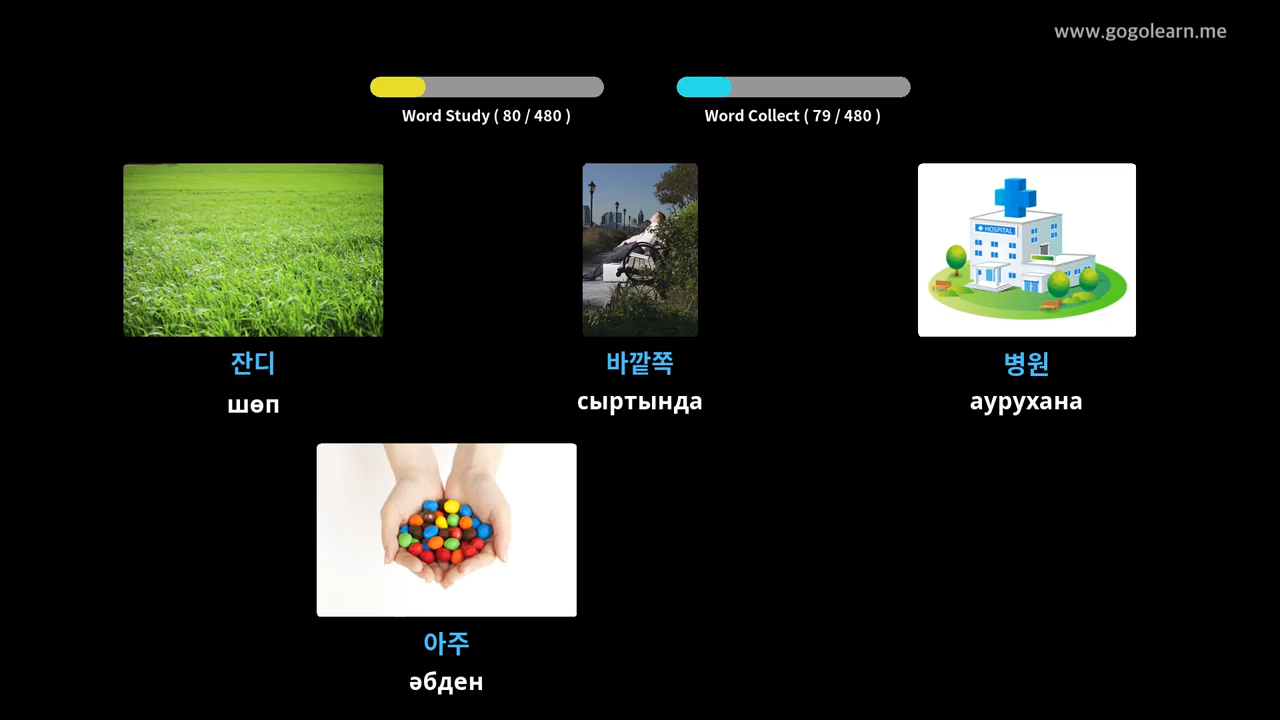 www.gogolearn.me
Word Study ( 80 / 480 )
Word Collect ( 79 / 480 )
HOSPITAL
잔디
바깥쪽
병원
шөп
сыртында
аурухана
아주
әбден